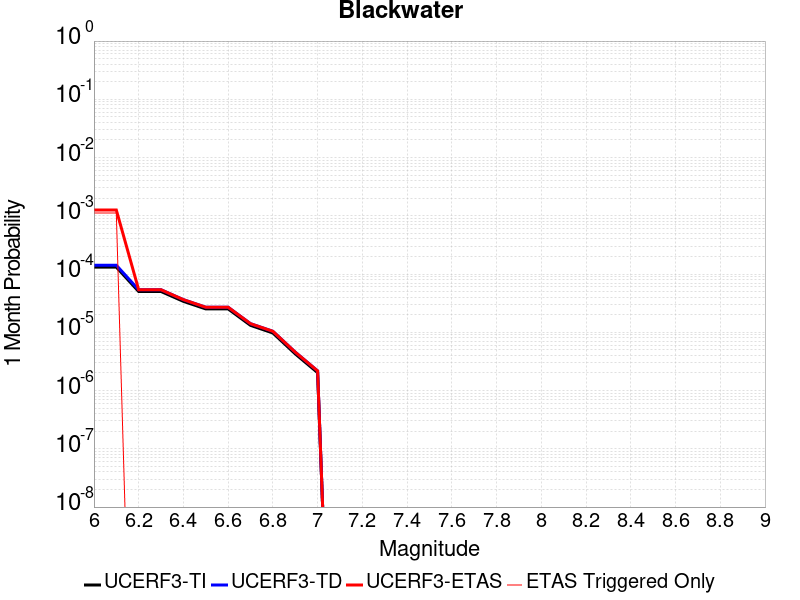 Blackwater
10^0
10^-1
10^-2
10^-3
10^-4
10^-5
10^-6
10^-7
10^-8
1 Month Probability
6 6.2 6.4 6.6 6.8 7 7.2 7.4 7.6 7.8 8 8.2 8.4 8.6 8.8 9
Magnitude
UCERF3-TI UCERF3-TD UCERF3-ETAS ETAS Triggered Only